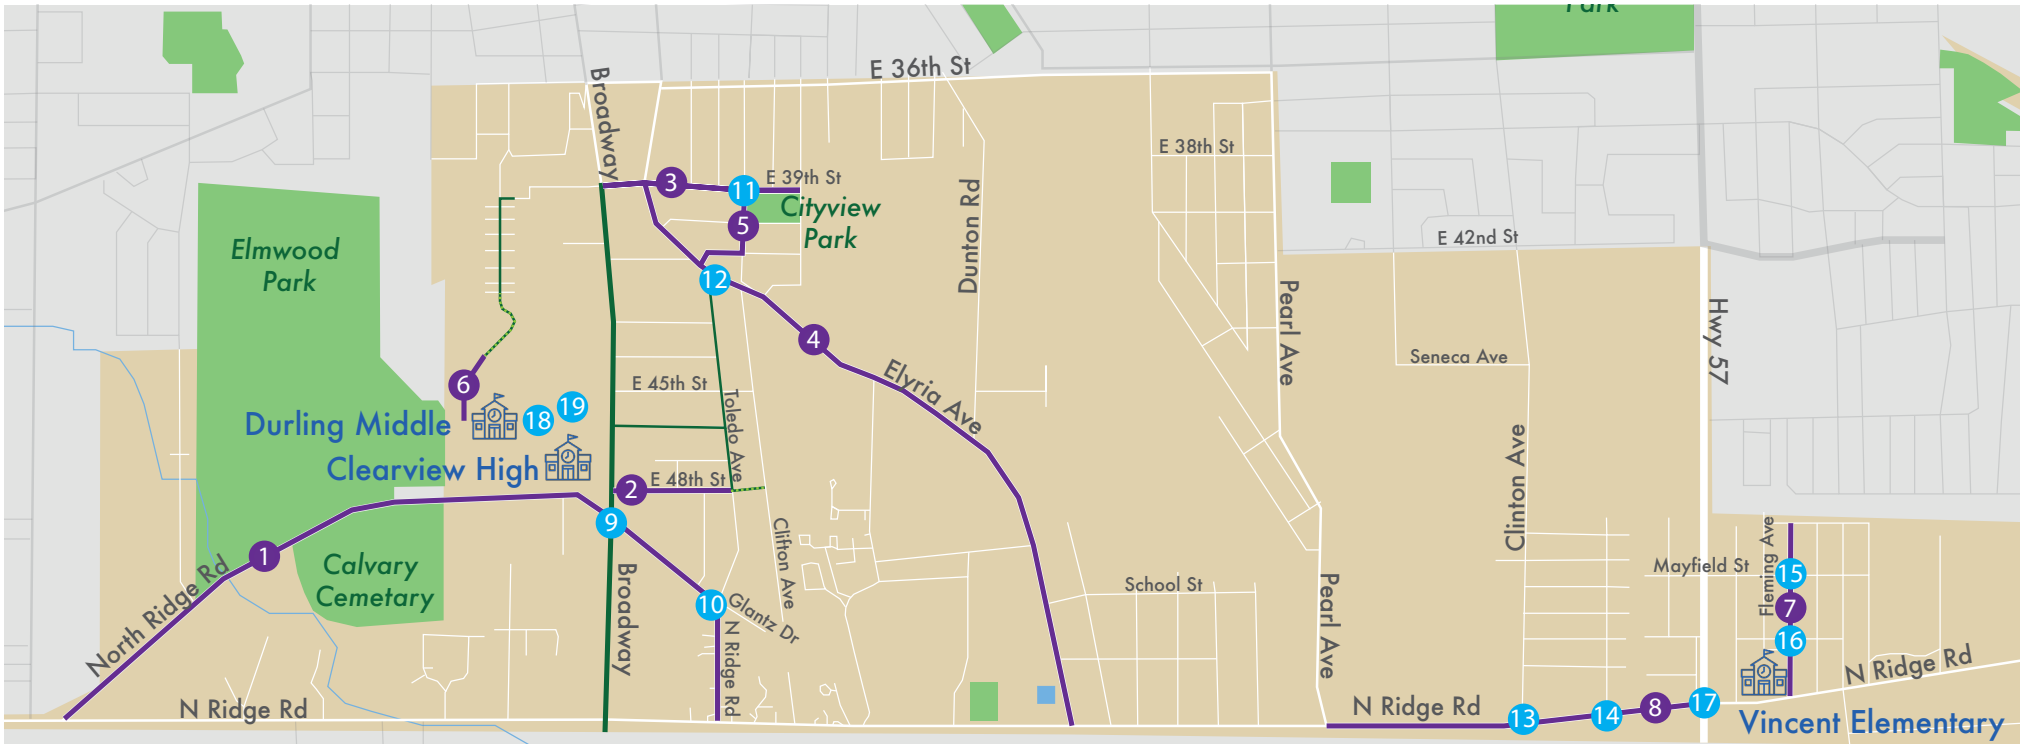 Park
E 36th St
Broadway
E 38th St
3
11
E 39th St
Cityview
Park
5
Dunton Rd
Elmwood
Park
E 42nd St
12
Pearl Ave
Hwy 57
4
Seneca Ave
6
E 45th St
Elyria Ave
Toledo Ave
Durling Middle
18
19
Clearview High
Clinton Ave
2
E 48th St
9
1
Calvary
Cemetary
North Ridge Rd
Clifton Ave
Fleming Ave
Mayfield St
15
School St
7
10
Glantz Dr
Broadway
N Ridge Rd
Pearl Ave
16
N Ridge Rd
N Ridge Rd
N Ridge Rd
13
14
8
17
Vincent Elementary